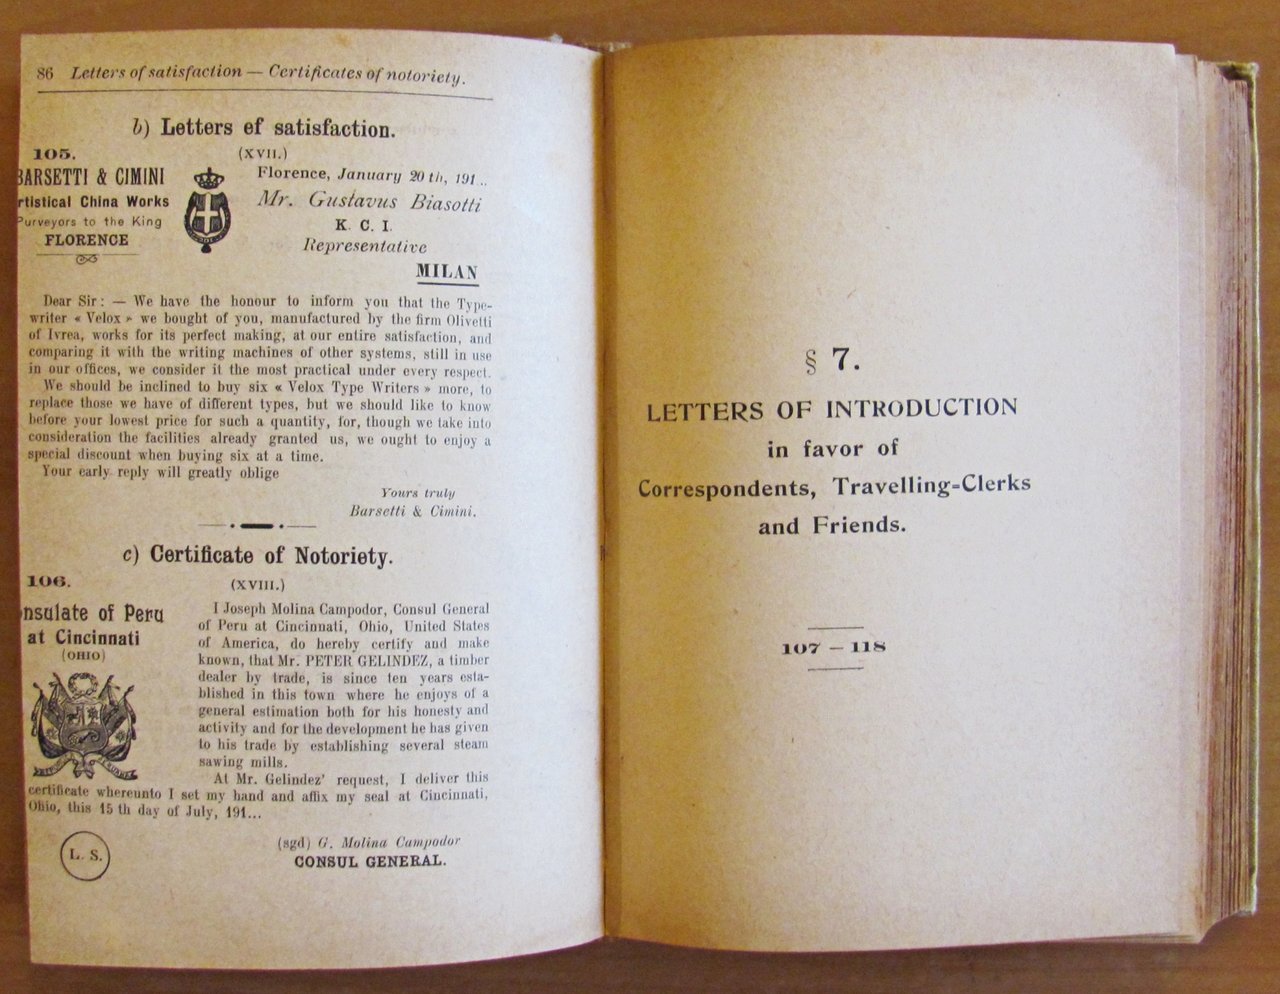 86 Letters of satisfaction — Certificates of notoriety.
b) Letters of satisfaction.
105.
(XVII.)
BARSETTI & CIMINI
rtistical China Works
Purveyors to the King
FLORENCE
Florence, January 20 th, 191...
Mr. Gustavus Biasotti
K. C. I.
Representative
MILAN
Dear Sir: — We have the honour to inform you that the Type-
writer « Velox » we bought of you, manufactured by the firm Olivetti
of Ivrea, works for its perfect making, at our entire satisfaction, and
comparing it with the writing machines of other systems, still in use
in our offices, we consider it the most practical under every respect.
We should be inclined to buy six « Velox Type Writers » more, to
replace those we have of different types, but we should like to know
before your lowest price for such a quantity, for, though we take into
consideration the facilities already granted us, we ought to enjoy a
special discount when buying six at a time.
Your early reply will greatly oblige
Yours truly
Barsetti & Cimini.
c) Certificate of Notoriety.
106.
(XVIII.)
nsulate of Peru
at Cincinnati
(OHIO)
I Joseph Molina Campodor, Consul General
of Peru at Cincinnati, Ohio, United States
of America, do hereby certify and make
known, that Mr. PETER GELINDEZ, a timber
dealer by trade, is since ten years esta-
blished in this town where he enjoys of a
general estimation both for his honesty and
activity and for the development he has given
to his trade by establishing several steam
sawing mills.
At Mr. Gelindez' request, I deliver this
certificate whereunto I set my hand and affix my seal at Cincinnati,
Ohio, this 15 th day of July, 191...
(sgd) G. Molina Campodor
CONSUL GENERAL.
L. S.
§ 7.
LETTERS OF INTRODUCTION
in favor of
Correspondents, Travelling-Clerks
and Friends.
107 — 118